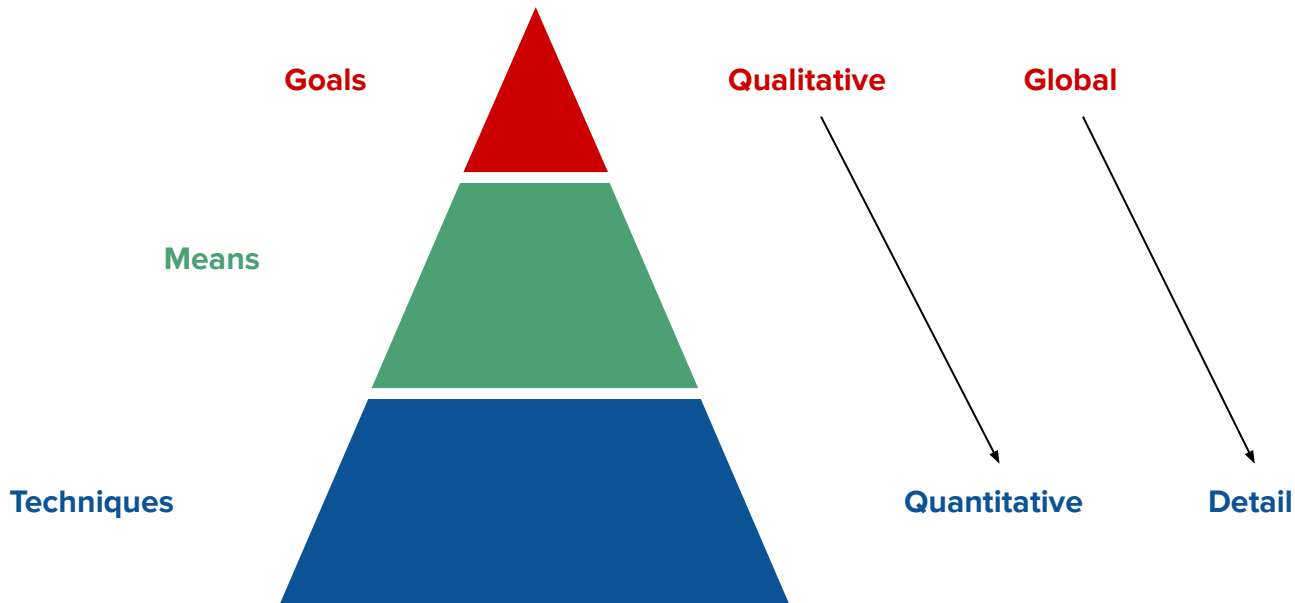 Goals
Qualitative
Global
Means
Techniques
Quantitative
Detail